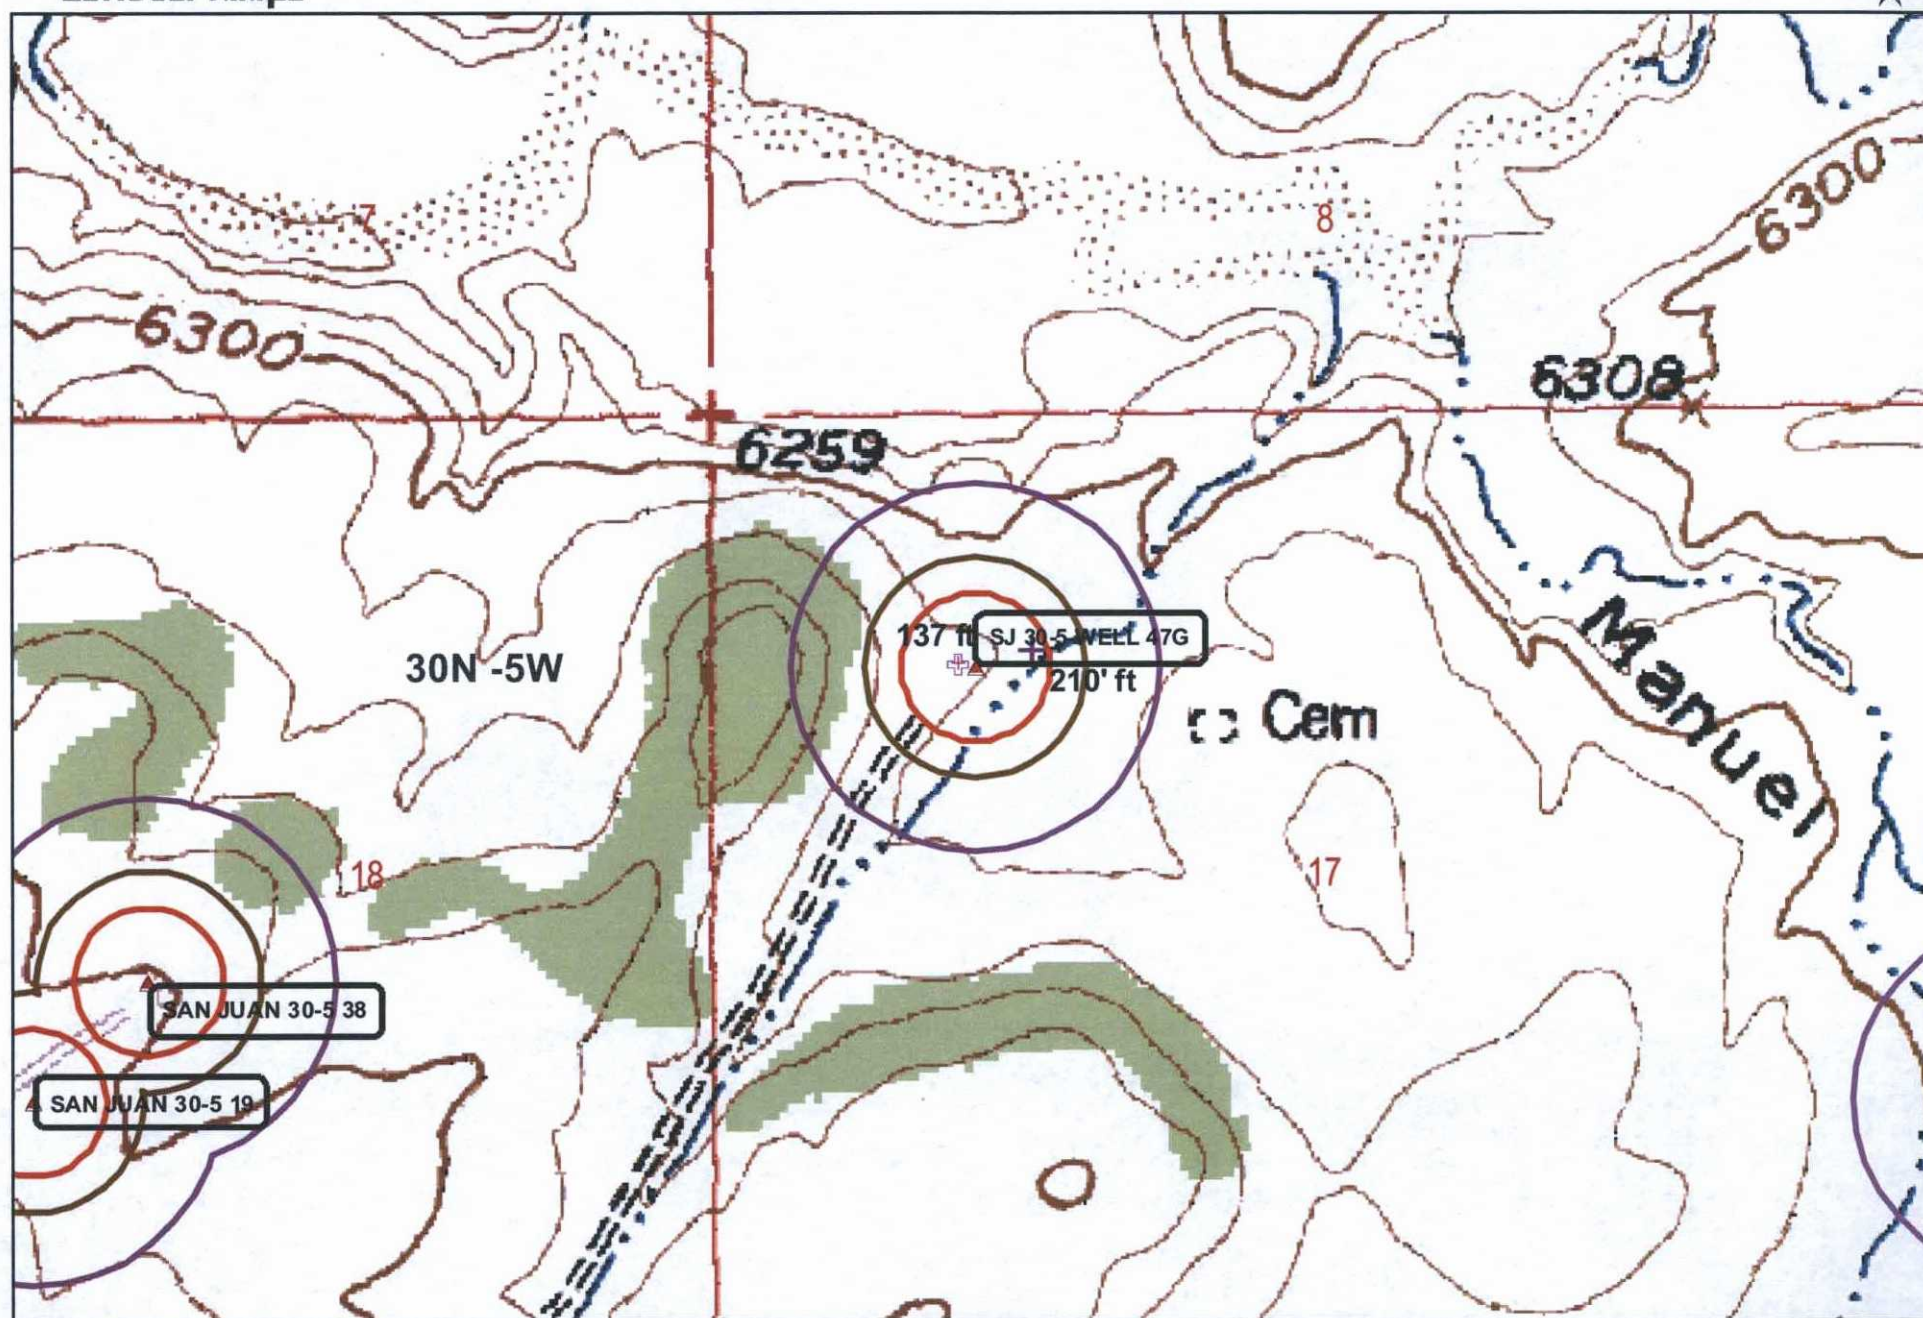 7
8
6300
6300
6308
6259
137 ft
SJ 30-5 WELL 47G
30N -5W
210' ft
Cem
Manuel
18
17
SAN JUAN 30-5 38
SAN JUAN 30-5 19